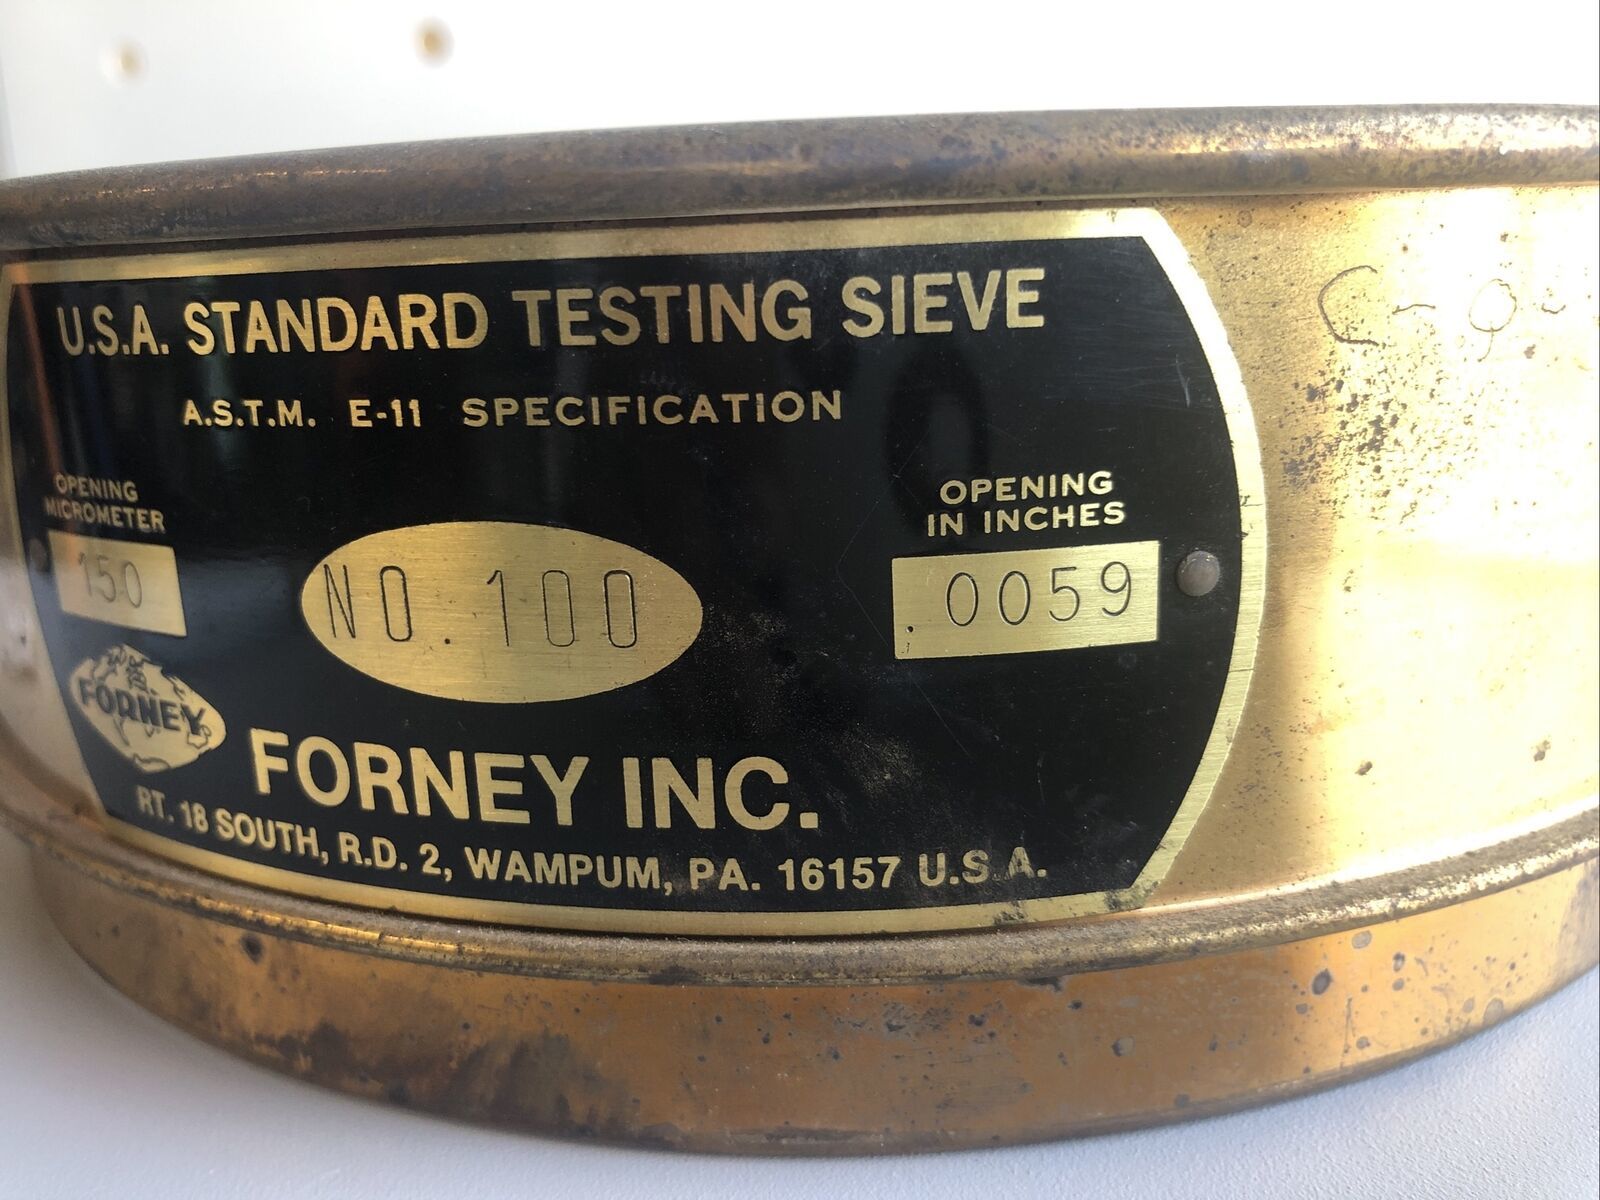 U.S.A. STANDARD TESTING SIEVE
A.S.T.M. E-11 SPECIFICATION
OPENING
MICROMETER
150
NO.100
OPENING
IN INCHES
.0059
FORNEY
FORNEY INC.
RT. 18 SOUTH, R.D. 2, WAMPUM, PA. 16157 U.S.A.